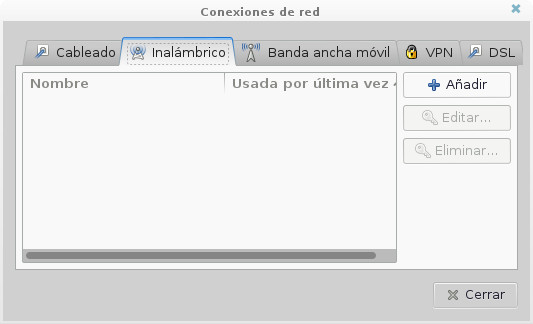 Conexiones de red
Cableado Inalámbrico Banda ancha móvil VPN DSL
Nombre Usada por última vez
Añadir
Editar...
Eliminar...
Cerrar